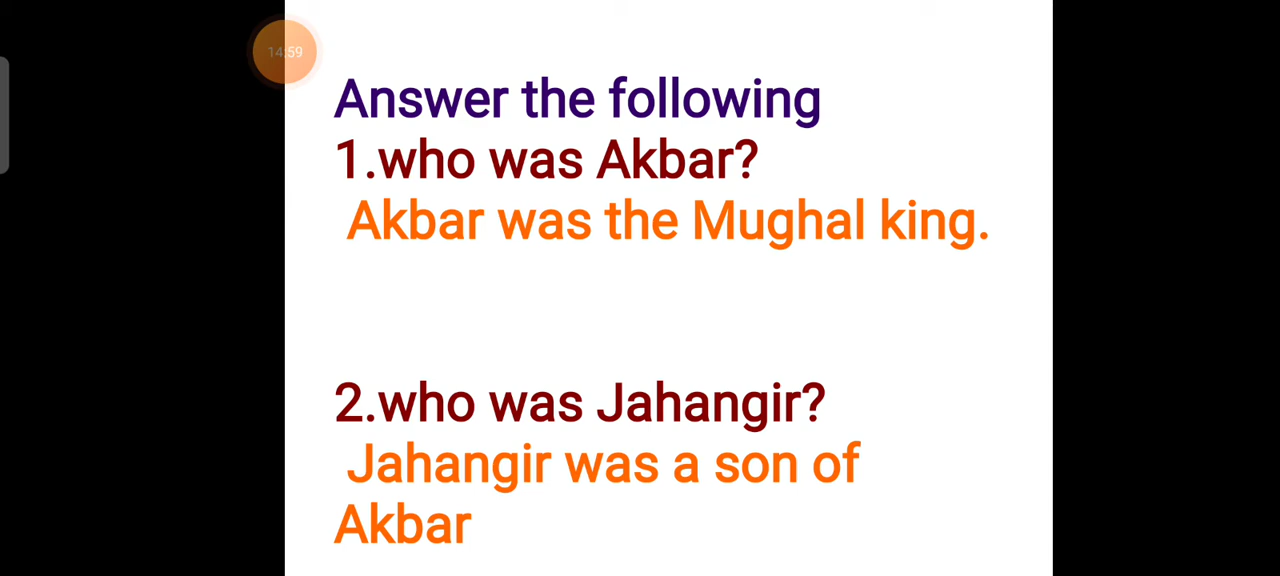 14:59
Answer the following
1.who was Akbar?
Akbar was the Mughal king.
2.who was Jahangir?
Jahangir was a son of
Akbar